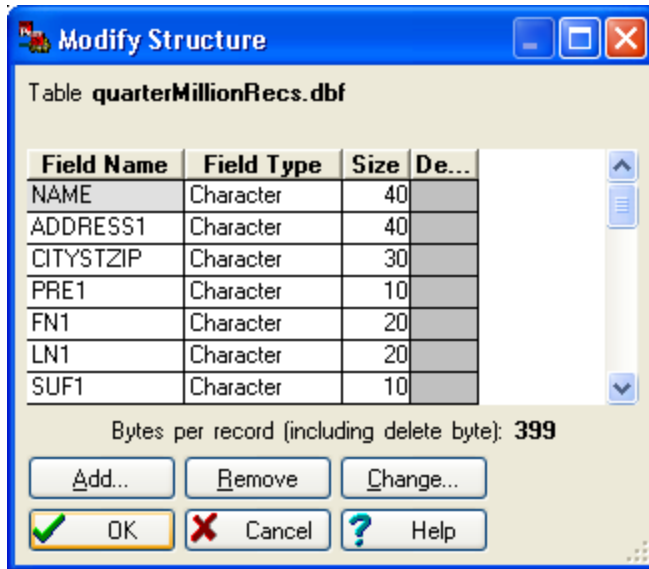 Modify Structure
Table quarterMillionRecs.dbf
Field Name Field Type Size De...
NAME Character 40
ADDRESS1 Character 40
CITYSTZIP Character 30
PRE1 Character 10
FN1 Character 20
LN1 Character 20
SUF1 Character 10
Bytes per record (including delete byte): 399
Add... Remove Change...
OK Cancel Help